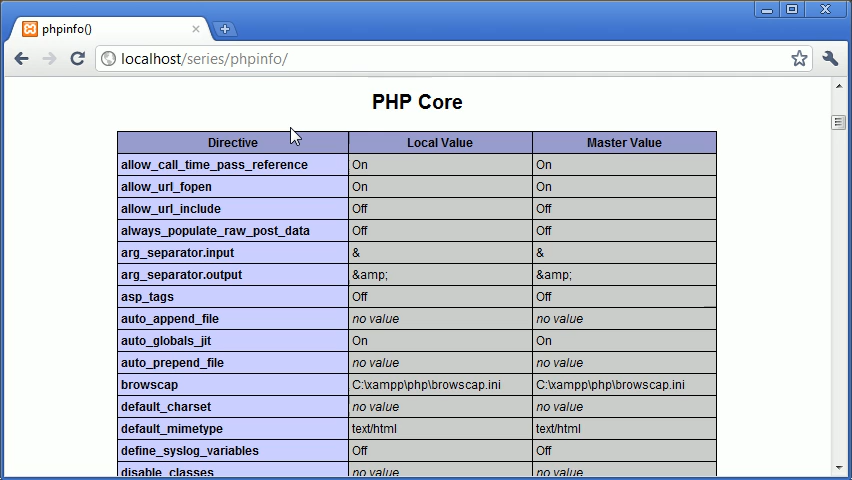 phpinfo()
localhost/series/phpinfo/
PHP Core
Directive Local Value Master Value
allow_call_time_pass_reference On On
allow_url_fopen On On
allow_url_include Off Off
always_populate_raw_post_data Off Off
arg_separator.input & &
arg_separator.output &amp; &amp;
asp_tags Off Off
auto_append_file no value no value
auto_globals_jit On On
auto_prepend_file no value no value
browscap C:\xampp\php\browscap.ini C:\xampp\php\browscap.ini
default_charset no value no value
default_mimetype text/html text/html
define_syslog_variables Off Off
disable_classes no value no value